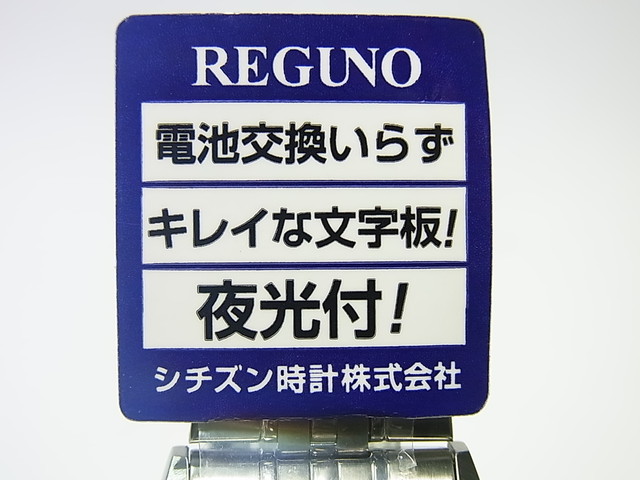 REGUNO
電池交換いらず
キレイな文字板!
夜光付!
シチズン時計株式会社